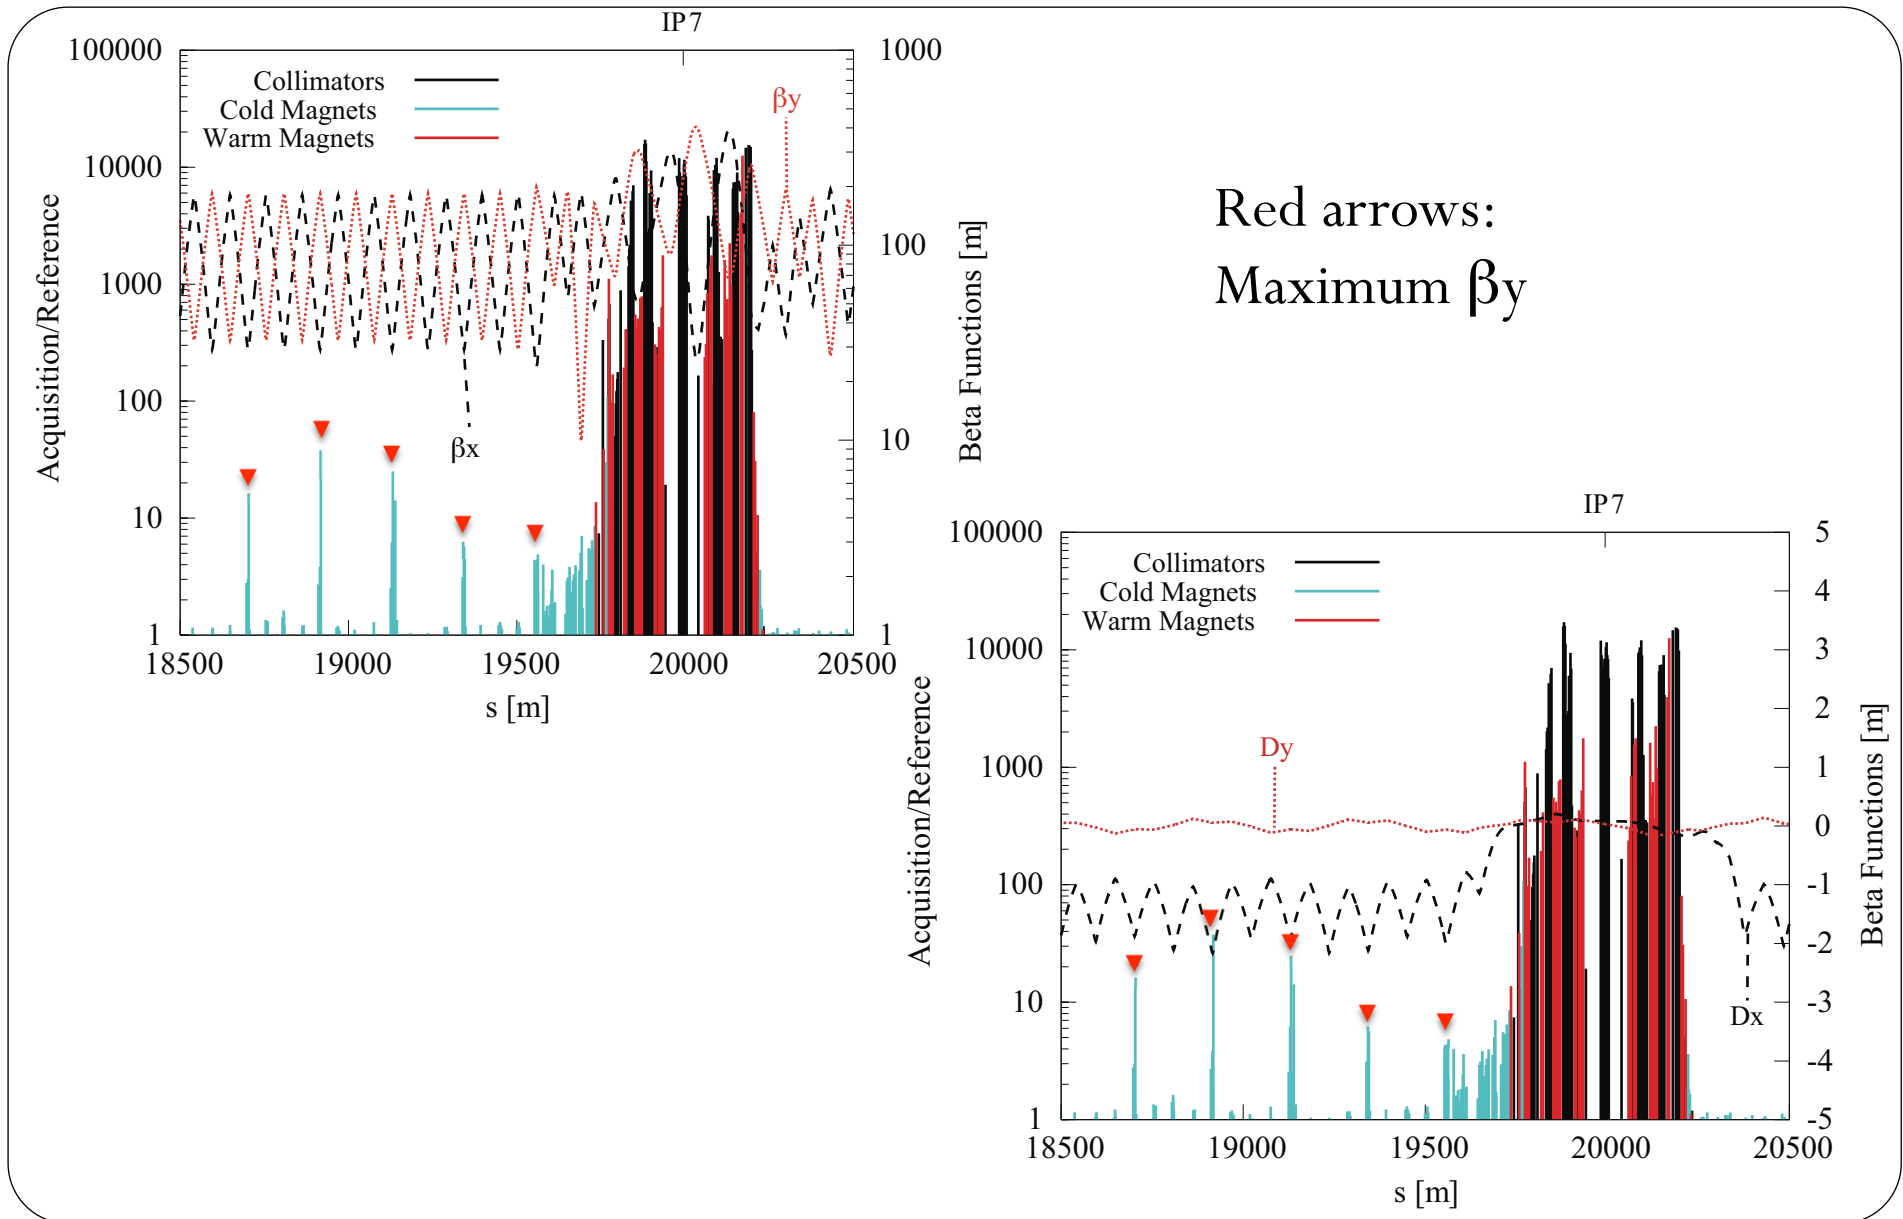 IP7
100000
10000
1000
100
10
1
Acquisition/Reference
Collimators
Cold Magnets
Warm Magnets
βy
βx
1000
100
10
1
Beta Functions [m]
18500 19000 19500 20000 20500
s [m]
Red arrows:
Maximum βy
IP7
100000
10000
1000
100
10
1
Acquisition/Reference
Collimators
Cold Magnets
Warm Magnets
Dy
Dx
5
4
3
2
1
0
-1
-2
-3
-4
-5
Beta Functions [m]
18500 19000 19500 20000 20500
s [m]